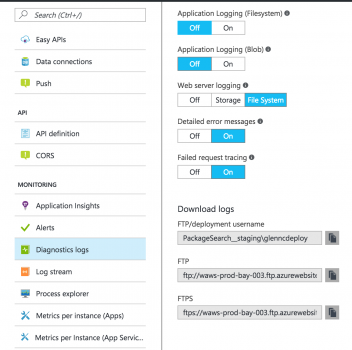 Search (Ctrl+/)
Easy APIs
Data connections
Push
API
API definition
CORS
MONITORING
Application Insights
Alerts
Diagnostics logs
Log stream
Process explorer
Metrics per instance (Apps)
Metrics per instance (App Servic...
Application Logging (Filesystem)
Off On
Application Logging (Blob)
Off On
Web server logging
Off Storage File System
Detailed error messages
Off On
Failed request tracing
Off On
Download logs
FTP/deployment username
PackageSearch__staging\glenncdeploy
FTP
ftp://waws-prod-bay-003.ftp.azurewebsite
FTPS
ftps://waws-prod-bay-003.ftp.azurewebsit